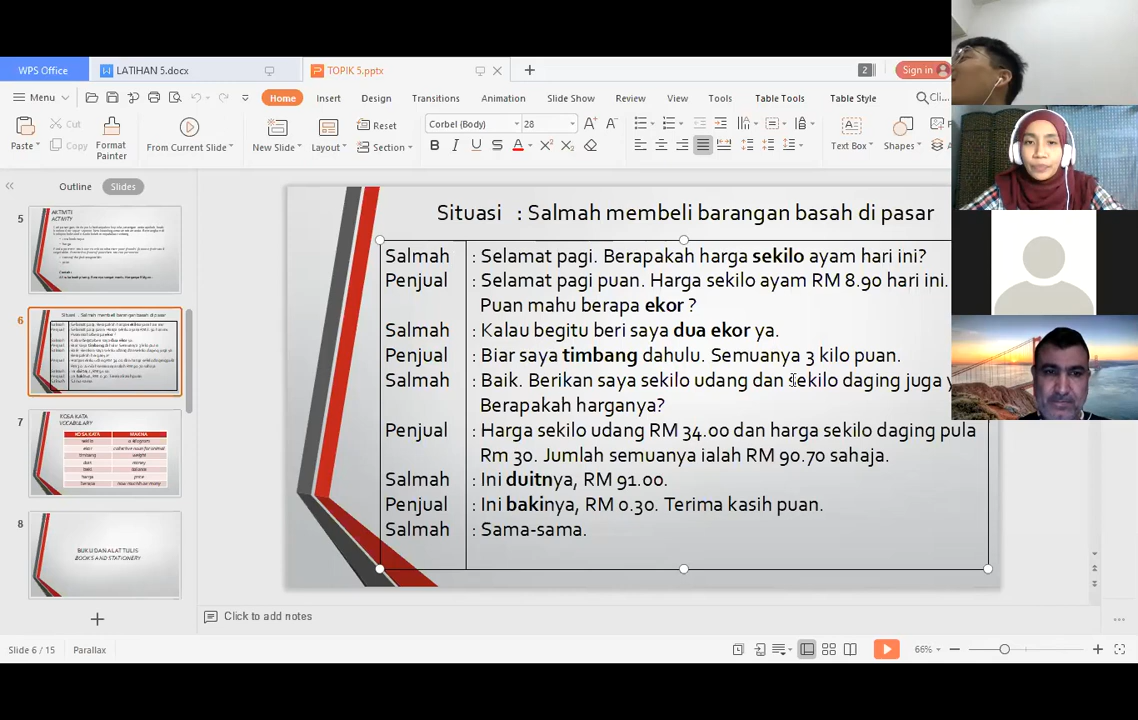 WPS Office LATIHAN 5.docx TOPIK 5.pptx 2 Sign in
Menu Home Insert Design Transitions Animation Slide Show Review View Tools Table Tools Table Style Clic...
Paste Cut Copy Format Painter From Current Slide New Slide Layout Reset Section Corbel (Body) 28 Text Box Shapes
Outline Slides
5
AKTIVITI
ACTIVITY
6
7
KOSA KATA
VOCABULARY
8
BUKU DAN ALAT TULIS
BOOKS AND STATIONERY
Situasi : Salmah membeli barangan basah di pasar
Salmah : Selamat pagi. Berapakah harga sekilo ayam hari ini?
Penjual : Selamat pagi puan. Harga sekilo ayam RM 8.90 hari ini.
Puan mahu berapa ekor ?
Salmah : Kalau begitu beri saya dua ekor ya.
Penjual : Biar saya timbang dahulu. Semuanya 3 kilo puan.
Salmah : Baik. Berikan saya sekilo udang dan sekilo daging juga
Berapakah harganya?
Penjual : Harga sekilo udang RM 34.00 dan harga sekilo daging pula
Rm 30. Jumlah semuanya ialah RM 90.70 sahaja.
Salmah : Ini duitnya, RM 91.00.
Penjual : Ini bakinya, RM 0.30. Terima kasih puan.
Salmah : Sama-sama.
Click to add notes
Slide 6 / 15 Parallax 66%